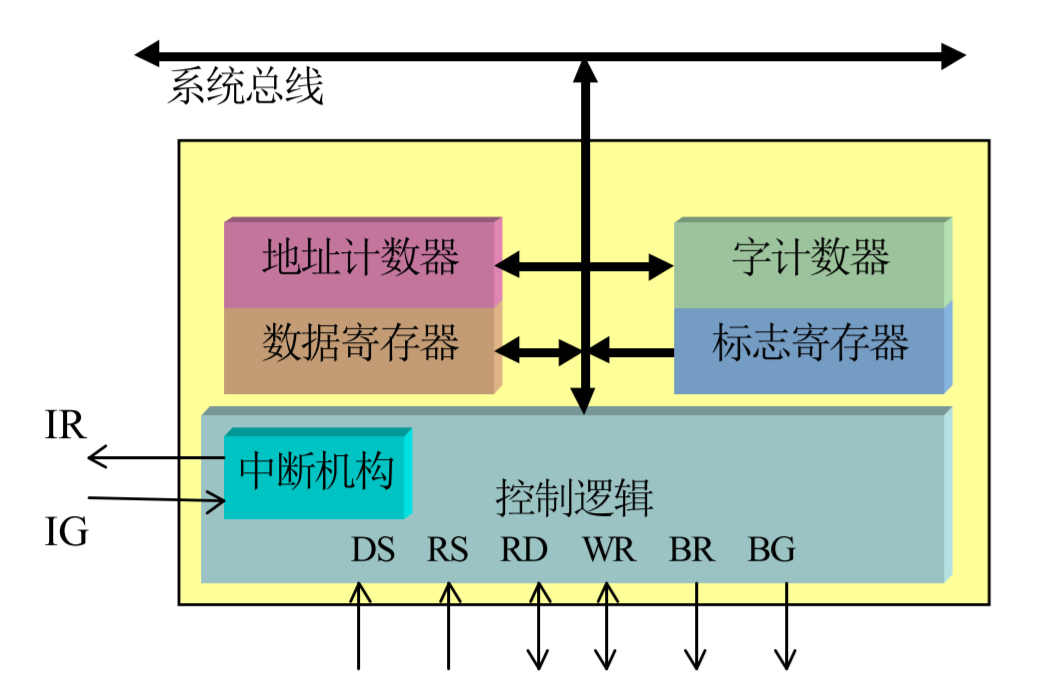 系统总线
地址计数器
字计数器
数据寄存器
标志寄存器
IR
中断机构
控制逻辑
IG
DS RS RD WR BR BG